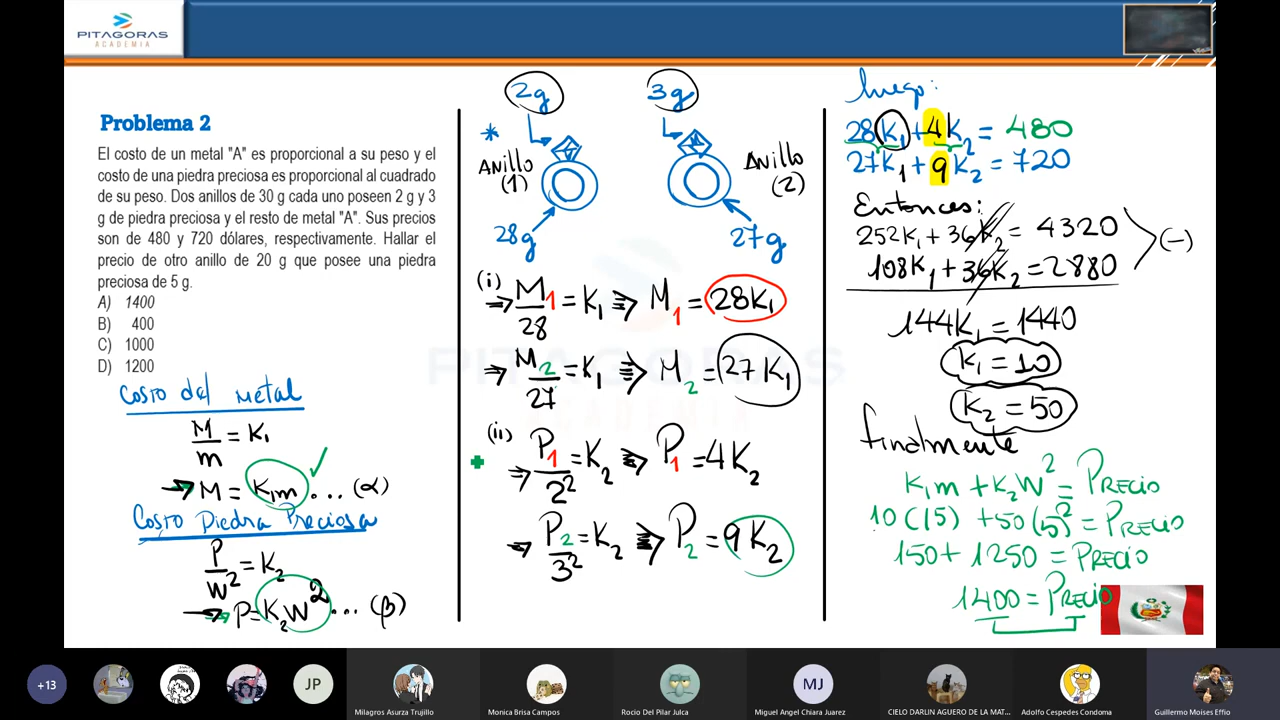 PITAGORAS
ACADEMIA
Problema 2
El costo de un metal "A" es proporcional a su peso y el
costo de una piedra preciosa es proporcional al cuadrado
de su peso. Dos anillos de 30 g cada uno poseen 2 g y 3
g de piedra preciosa y el resto de metal "A". Sus precios
son de 480 y 720 dólares, respectivamente. Hallar el
precio de otro anillo de 20 g que posee una piedra
preciosa de 5 g.
A) 1400
B) 400
C) 1000
D) 1200
Costo del Metal
M/m = K₁
→ M = K₁m ... (α)
Costo Piedra Preciosa
P/W² = K₂
→ P = K₂W² ... (β)
2g 3g
* ANILLO (1) ANILLO (2)
28g 27g
(i)
⇒ M₁/28 = K₁ ⇒ M₁ = 28K₁
⇒ M₂/27 = K₁ ⇒ M₂ = 27K₁
(ii)
⇒ P₁/2² = K₂ ⇒ P₁ = 4K₂
⇒ P₂/3² = K₂ ⇒ P₂ = 9K₂
PITAGORAS
ACADEMIA
luego:
28K₁ + 4K₂ = 480
27K₁ + 9K₂ = 720
Entonces:
252K₁ + 36K₂ = 4320
108K₁ + 36K₂ = 2880
(-)
144K₁ = 1440
K₁ = 10
K₂ = 50
finalmente
K₁m + K₂W² = PRECIO
10(15) + 50(5)² = PRECIO
150 + 1250 = PRECIO
1400 = PRECIO
+13
JP
MJ
Milagros Asurza Trujillo
Monica Brisa Campos
Rocio Del Pilar Julca
Miguel Angel Chiara Juarez
CIELO DARLIN AGUERO DE LA MAT...
Adolfo Cespedes Condoma
Guillermo Moises Effio